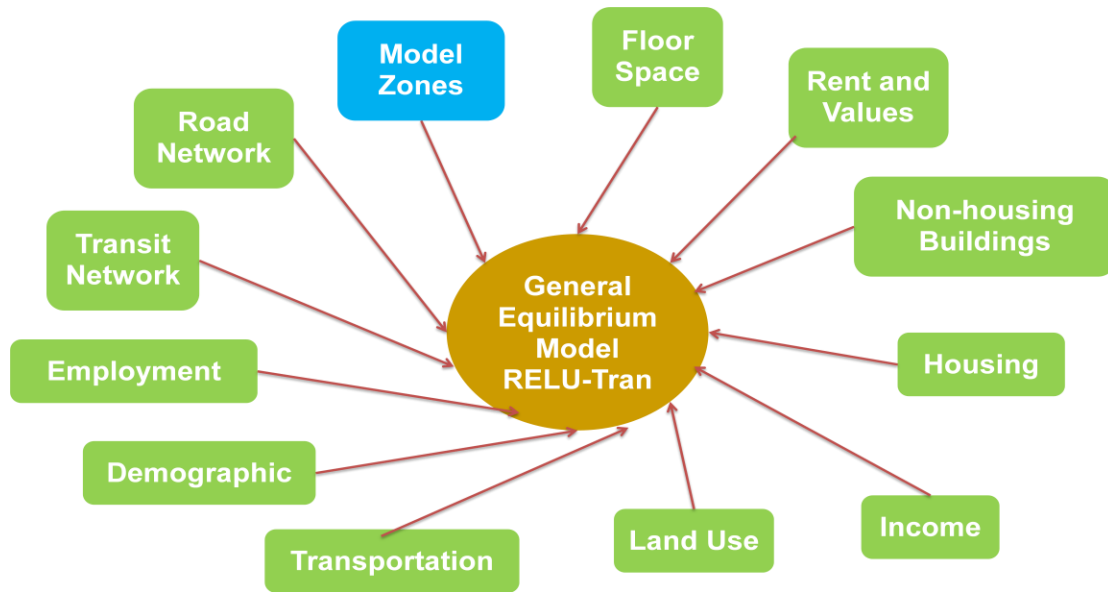 Model
Zones
Floor
Space
Rent and
Values
Road
Network
Non-housing
Buildings
Transit
Network
General
Equilibrium
Model
RELU-Tran
Employment
Housing
Demographic
Transportation
Land Use
Income